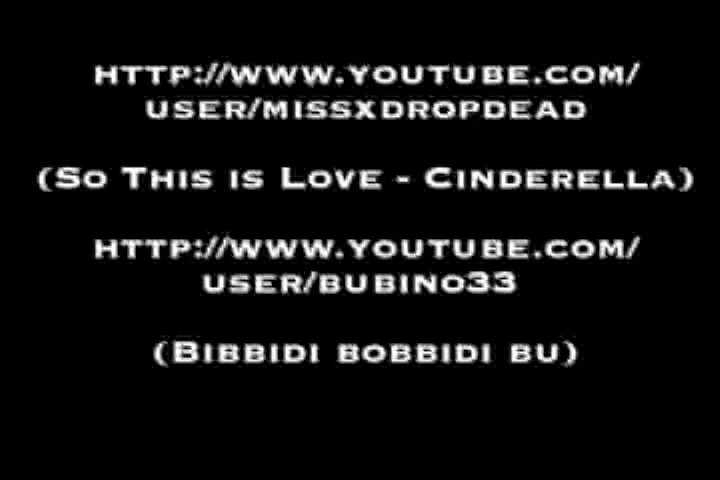 HTTP://WWW.YOUTUBE.COM/
USER/MISSXDROPDEAD
(SO THIS IS LOVE - CINDERELLA)
HTTP://WWW.YOUTUBE.COM/
USER/BUBINO33
(BIBBIDI BOBBIDI BU)